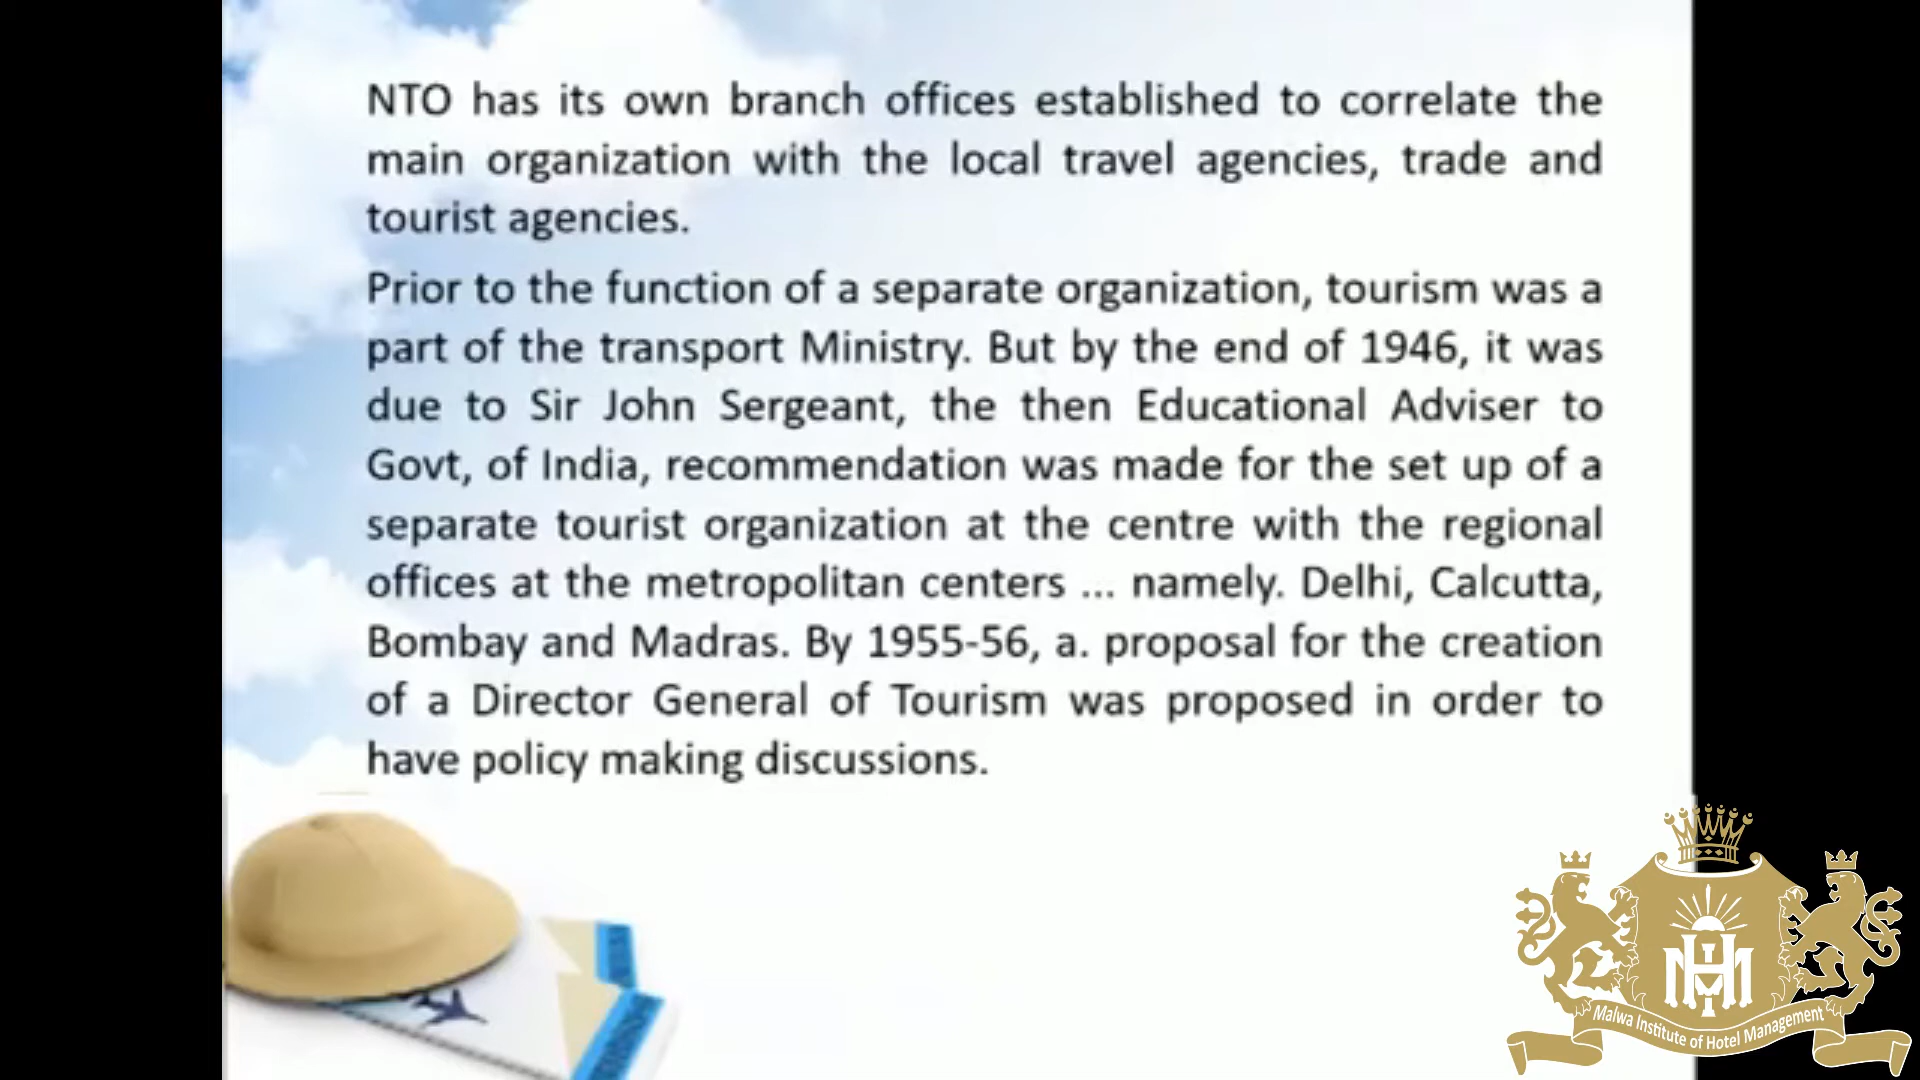 NTO has its own branch offices established to correlate the
main organization with the local travel agencies, trade and
tourist agencies.
Prior to the function of a separate organization, tourism was a
part of the transport Ministry. But by the end of 1946, it was
due to Sir John Sergeant, the then Educational Adviser to
Govt, of India, recommendation was made for the set up of a
separate tourist organization at the centre with the regional
offices at the metropolitan centers ... namely. Delhi, Calcutta,
Bombay and Madras. By 1955-56, a. proposal for the creation
of a Director General of Tourism was proposed in order to
have policy making discussions.
Malwa Institute of Hotel Management